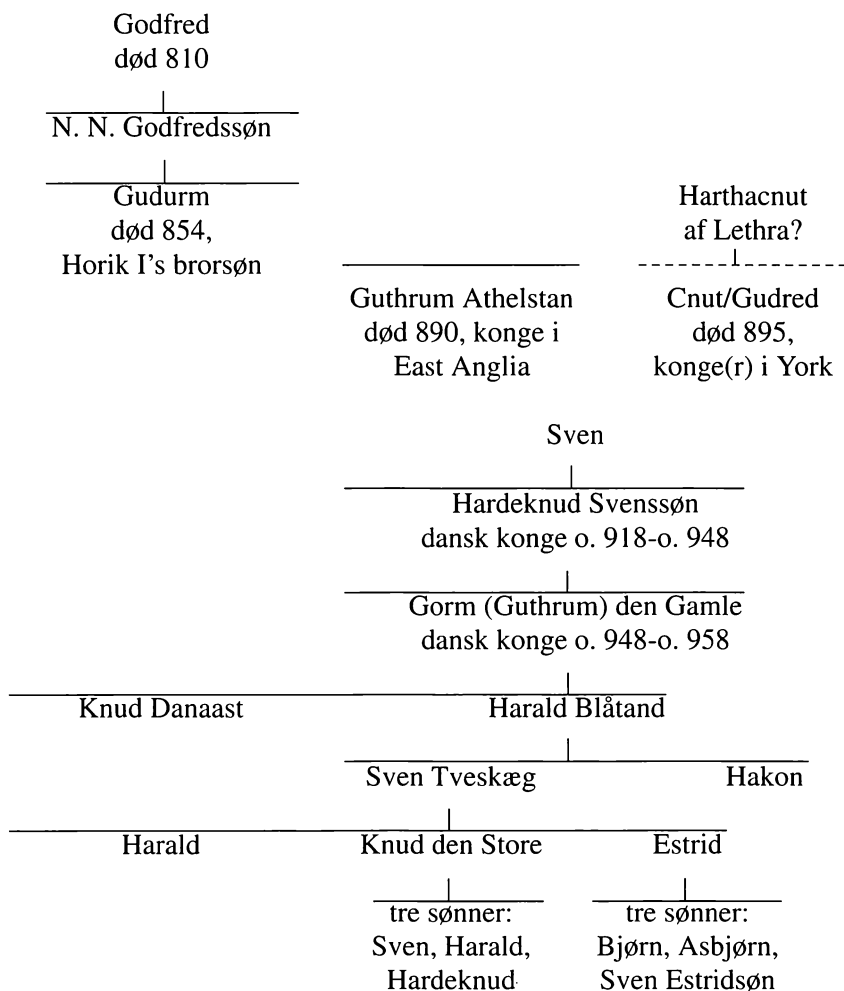 Godfred
død 810
N. N. Godfredssøn
Gudurm
død 854,
Horik I's brorsøn
Harthacnut
af Lethra?
Guthrum Athelstan
død 890, konge i
East Anglia
Cnut/Gudred
død 895,
konge(r) i York
Sven
Hardeknud Svenssøn
dansk konge o. 918-o. 948
Gorm (Guthrum) den Gamle
dansk konge o. 948-o. 958
Knud Danaast Harald Blåtand
Sven Tveskæg Hakon
Harald Knud den Store Estrid
tre sønner:
Sven, Harald,
Hardeknud
tre sønner:
Bjørn, Asbjørn,
Sven Estridsøn